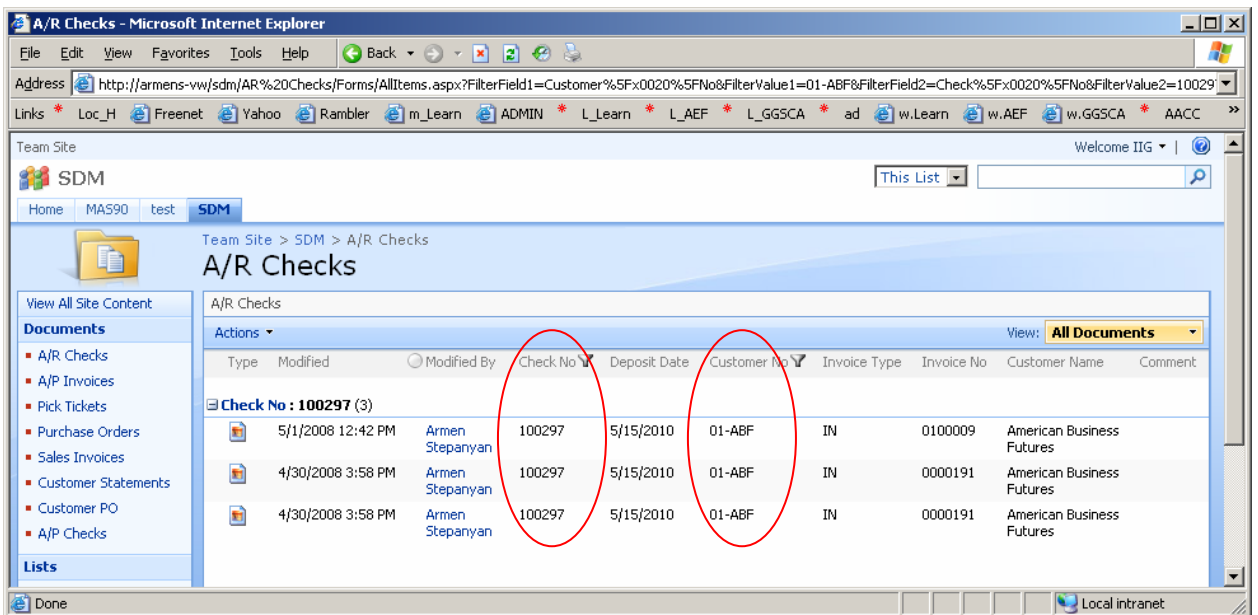 A/R Checks - Microsoft Internet Explorer
File Edit View Favorites Tools Help Back
Address http://armens-vw/sdm/AR%20Checks/Forms/AllItems.aspx?FilterField1=Customer%5Fx0020%5FNo&FilterValue1=01-ABF&FilterField2=Check%5Fx0020%5FNo&FilterValue2=10029
Links Loc_H Freenet Yahoo Rambler m_Learn ADMIN L_Learn L_AEF L_GGSCA ad w.Learn w.AEF w.GGSCA AACC »
Team Site Welcome IIG
SDM This List
Home MAS90 test SDM
Team Site > SDM > A/R Checks
A/R Checks
View All Site Content
Documents
A/R Checks
A/P Invoices
Pick Tickets
Purchase Orders
Sales Invoices
Customer Statements
Customer PO
A/P Checks
Lists
A/R Checks
Actions View: All Documents
Type Modified Modified By Check No Deposit Date Customer No Invoice Type Invoice No Customer Name Comment
Check No : 100297 (3)
5/1/2008 12:42 PM Armen 100297 5/15/2010 01-ABF IN 0100009 American Business
Stepanyan Futures
4/30/2008 3:58 PM Armen 100297 5/15/2010 01-ABF IN 0000191 American Business
Stepanyan Futures
4/30/2008 3:58 PM Armen 100297 5/15/2010 01-ABF IN 0000191 American Business
Stepanyan Futures
Done Local intranet